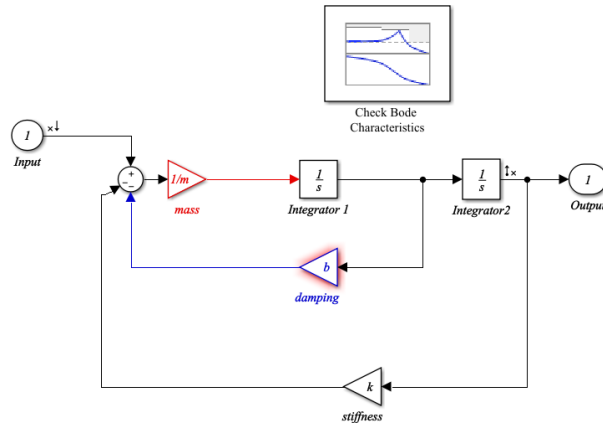 Check Bode
Characteristics
1
Input
+
−
−
1/m
mass
1
s
Integrator 1
1
s
Integrator2
1
Output
b
damping
k
stiffness